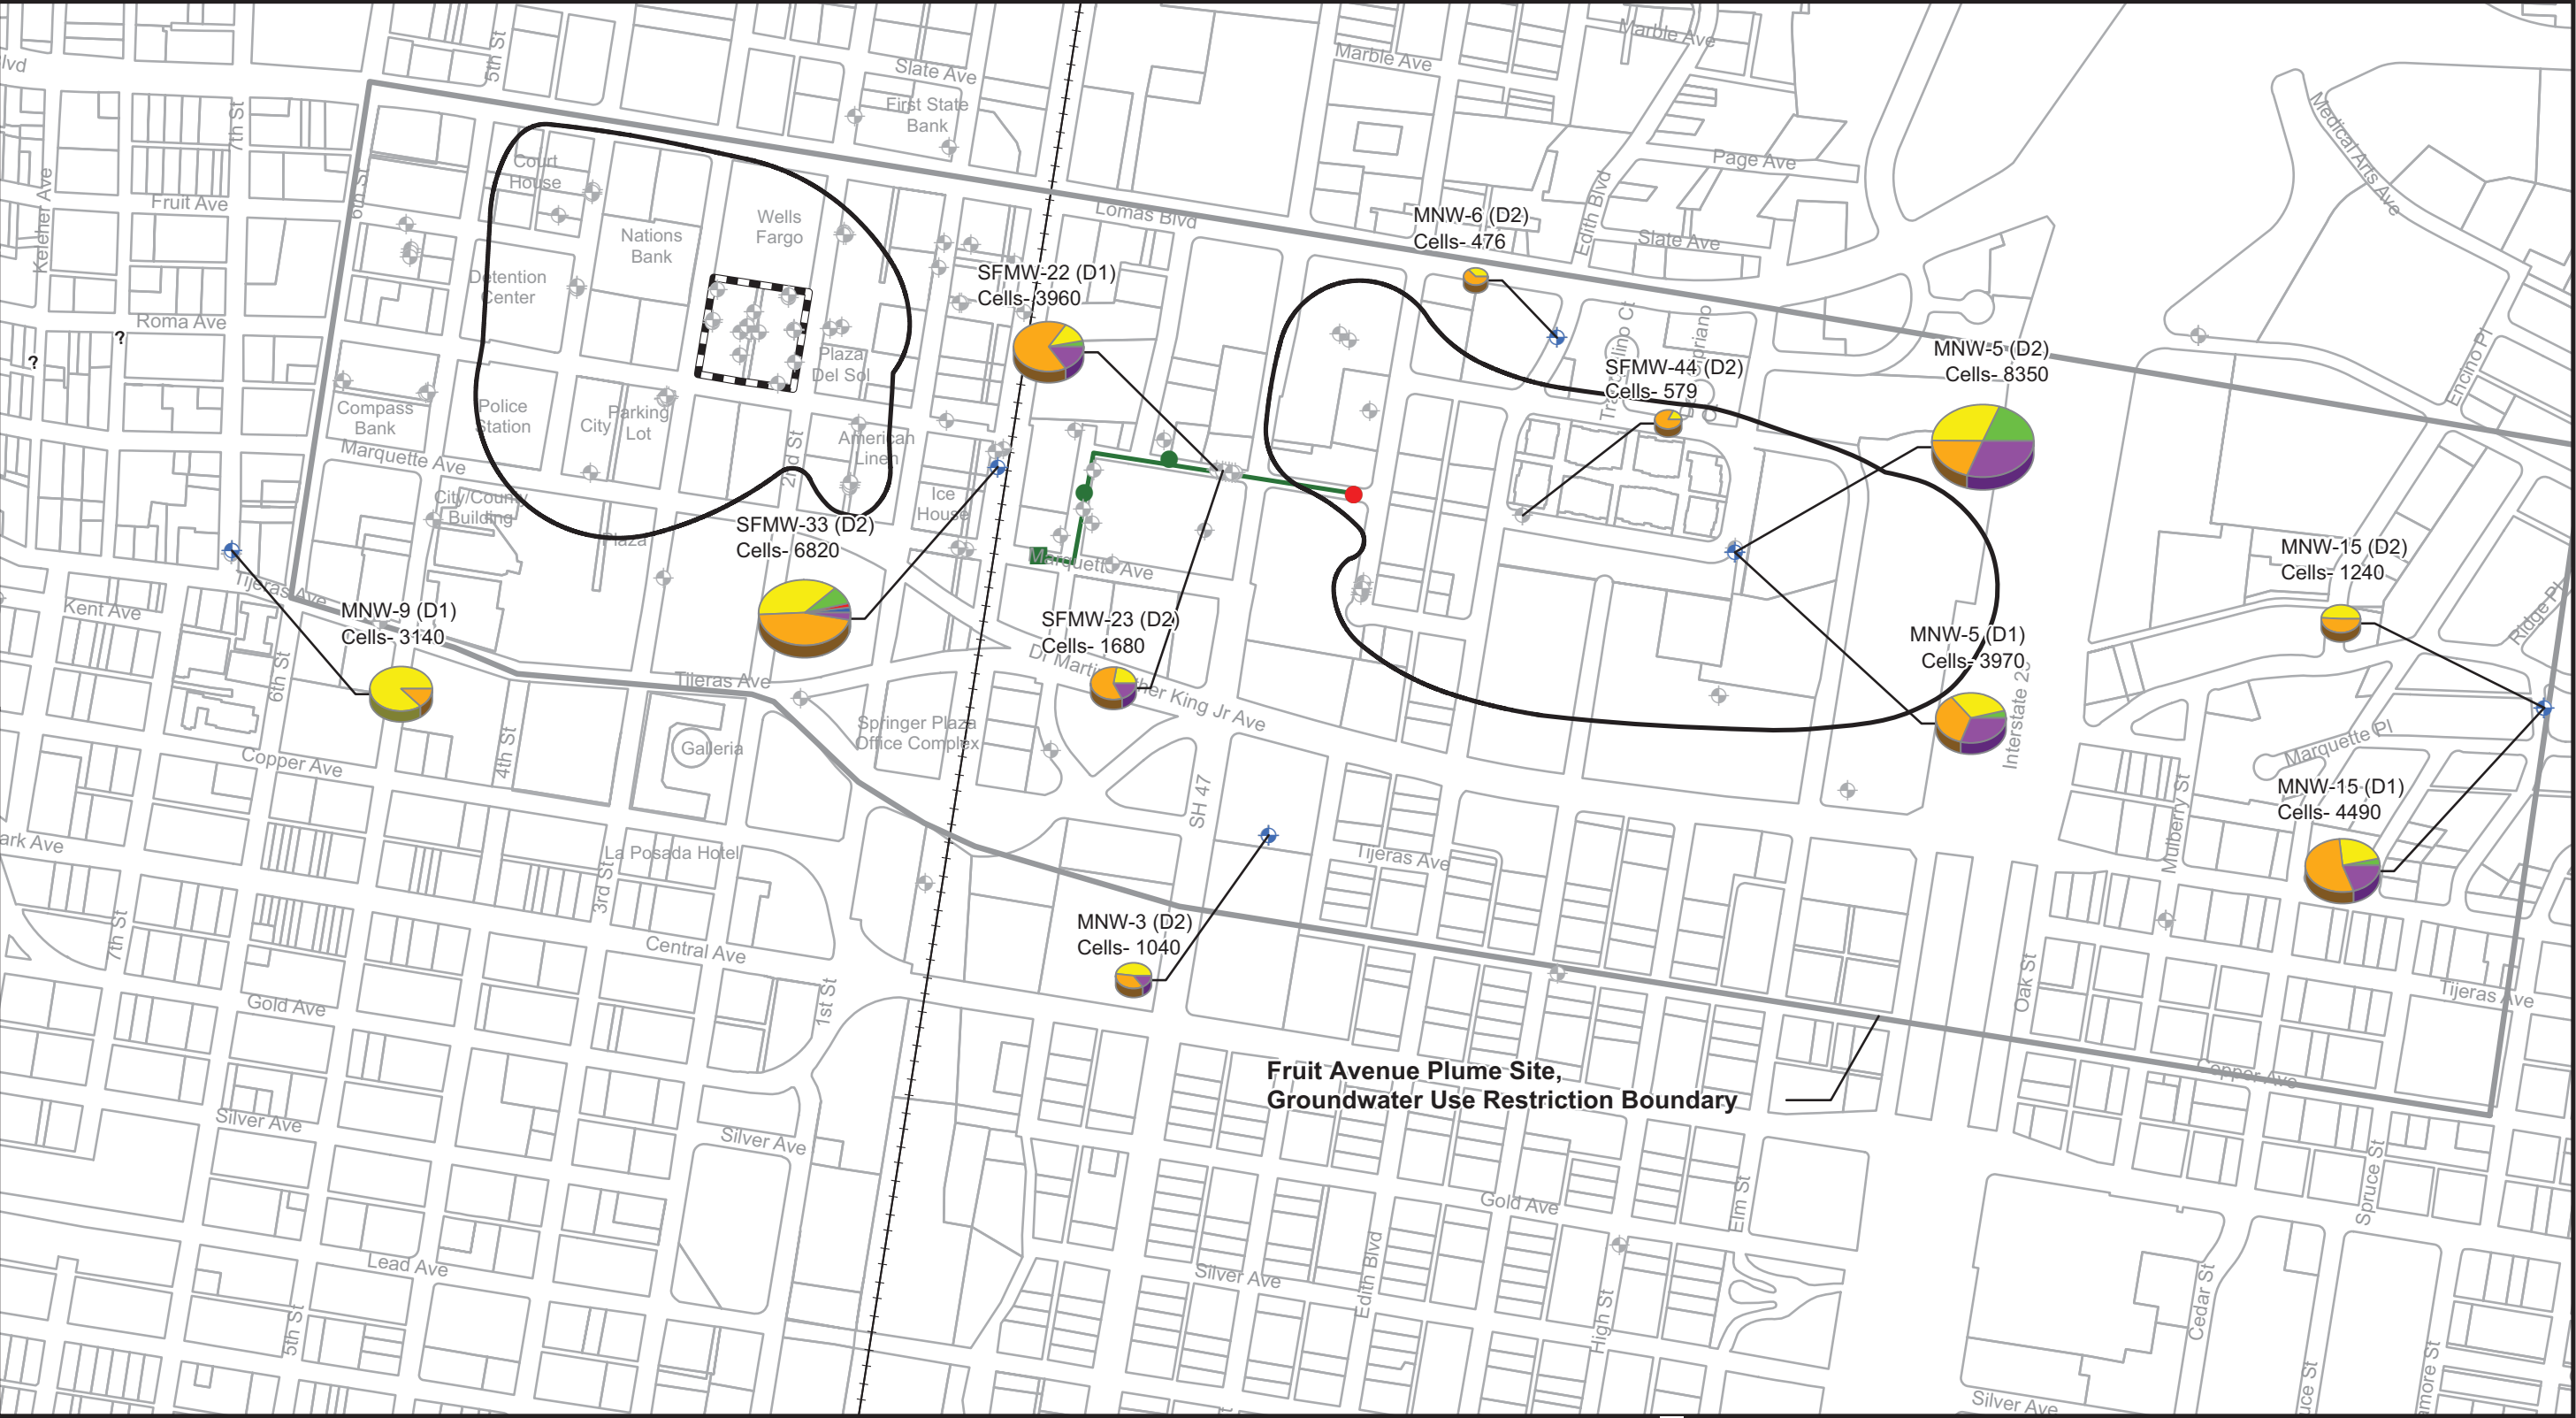 Marble Ave
Marble Ave
5th St
Slate Ave
First State
Bank
Medical Arts Ave
7th St
Court
House
Page Ave
Keleher Ave
Fruit Ave
6th St
Wells
Fargo
Lomas Blvd
MNW-6 (D2)
Cells- 476
Edith Blvd
Slate Ave
Nations
Bank
Detention
Center
SFMW-22 (D1)
Cells- 3960
Roma Ave
?
?
Plaza
Del Sol
MNW-5 (D2)
Cells- 8350
SFMW-44 (D2)
Cells- 579
Encino Pl
Compass
Bank
Police
Station
City
Parking
Lot
2nd St
American
Linen
Marquette Ave
City/County
Building
Ice
House
Plaza
SFMW-33 (D2)
Cells- 6820
Marquette Ave
MNW-15 (D2)
Cells- 1240
Tijeras Ave
Kent Ave
MNW-9 (D1)
Cells- 3140
SFMW-23 (D2)
Cells- 1680
MNW-5 (D1)
Cells- 3970
Ridge Pl
6th St
Tijeras Ave
Springer Plaza
Office Complex
Galleria
4th St
Copper Ave
Marquette Pl
SH 47
MNW-15 (D1)
Cells- 4490
Mulberry St
La Posada Hotel
3rd St
Tijeras Ave
7th St
Central Ave
MNW-3 (D2)
Cells- 1040
Gold Ave
1st St
Oak St
Tijeras Ave
Fruit Avenue Plume Site,
Groundwater Use Restriction Boundary
Copper Ave
Silver Ave
Silver Ave
Gold Ave
Elm St
Spruce St
Lead Ave
Silver Ave
Edith Blvd
High St
Cedar St
5th St
Silver Ave